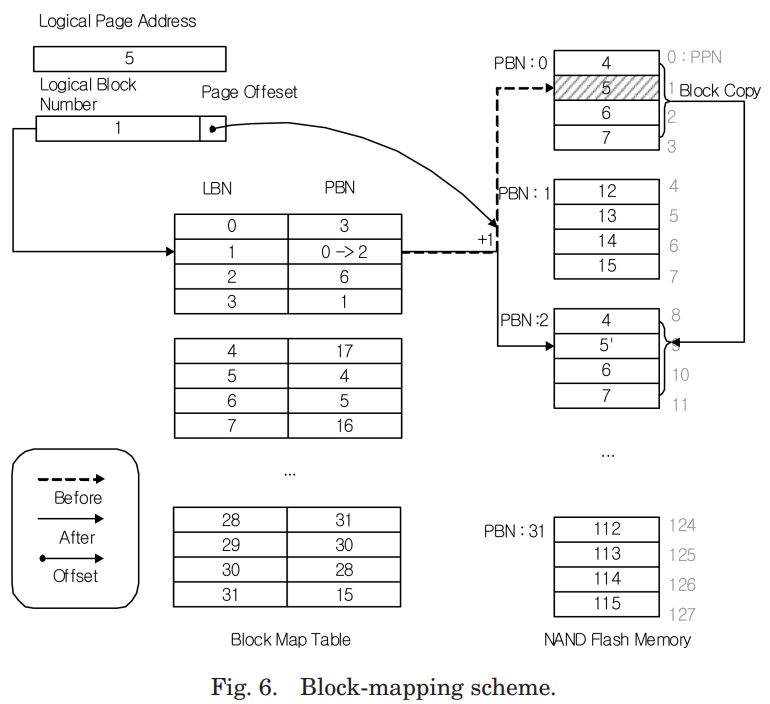 Logical Page Address
5
Logical Block
Number
Page Offeset
1
LBN
PBN
0 3
1 0 -> 2
2 6
3 1
4 17
5 4
6 5
7 16
...
28 31
29 30
30 28
31 15
Block Map Table
+1
PBN : 0
4
5
6
7
0 : PPN
1
2
3
Block Copy
PBN : 1
12
13
14
15
4
5
6
7
PBN :2
4
5'
6
7
8
9
10
11
...
PBN : 31
112
113
114
115
124
125
126
127
NAND Flash Memory
Before
After
Offset
Fig. 6. Block-mapping scheme.